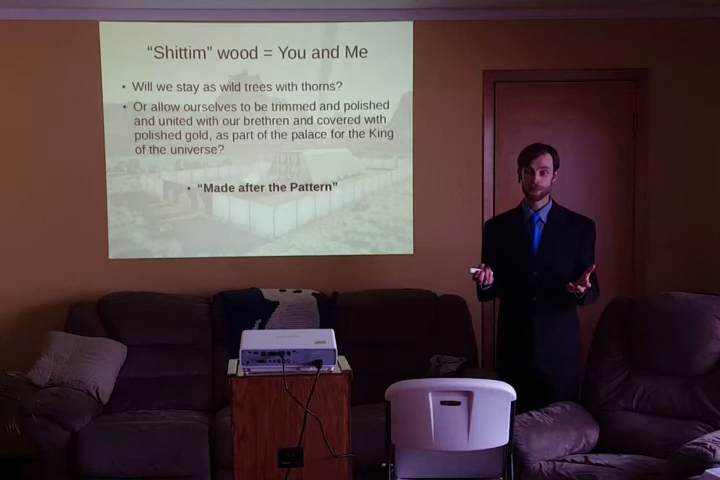 “Shittim” wood = You and Me
• Will we stay as wild trees with thorns?
• Or allow ourselves to be trimmed and polished
and united with our brethren and covered with
polished gold, as part of the palace for the King
of the universe?
• “Made after the Pattern”